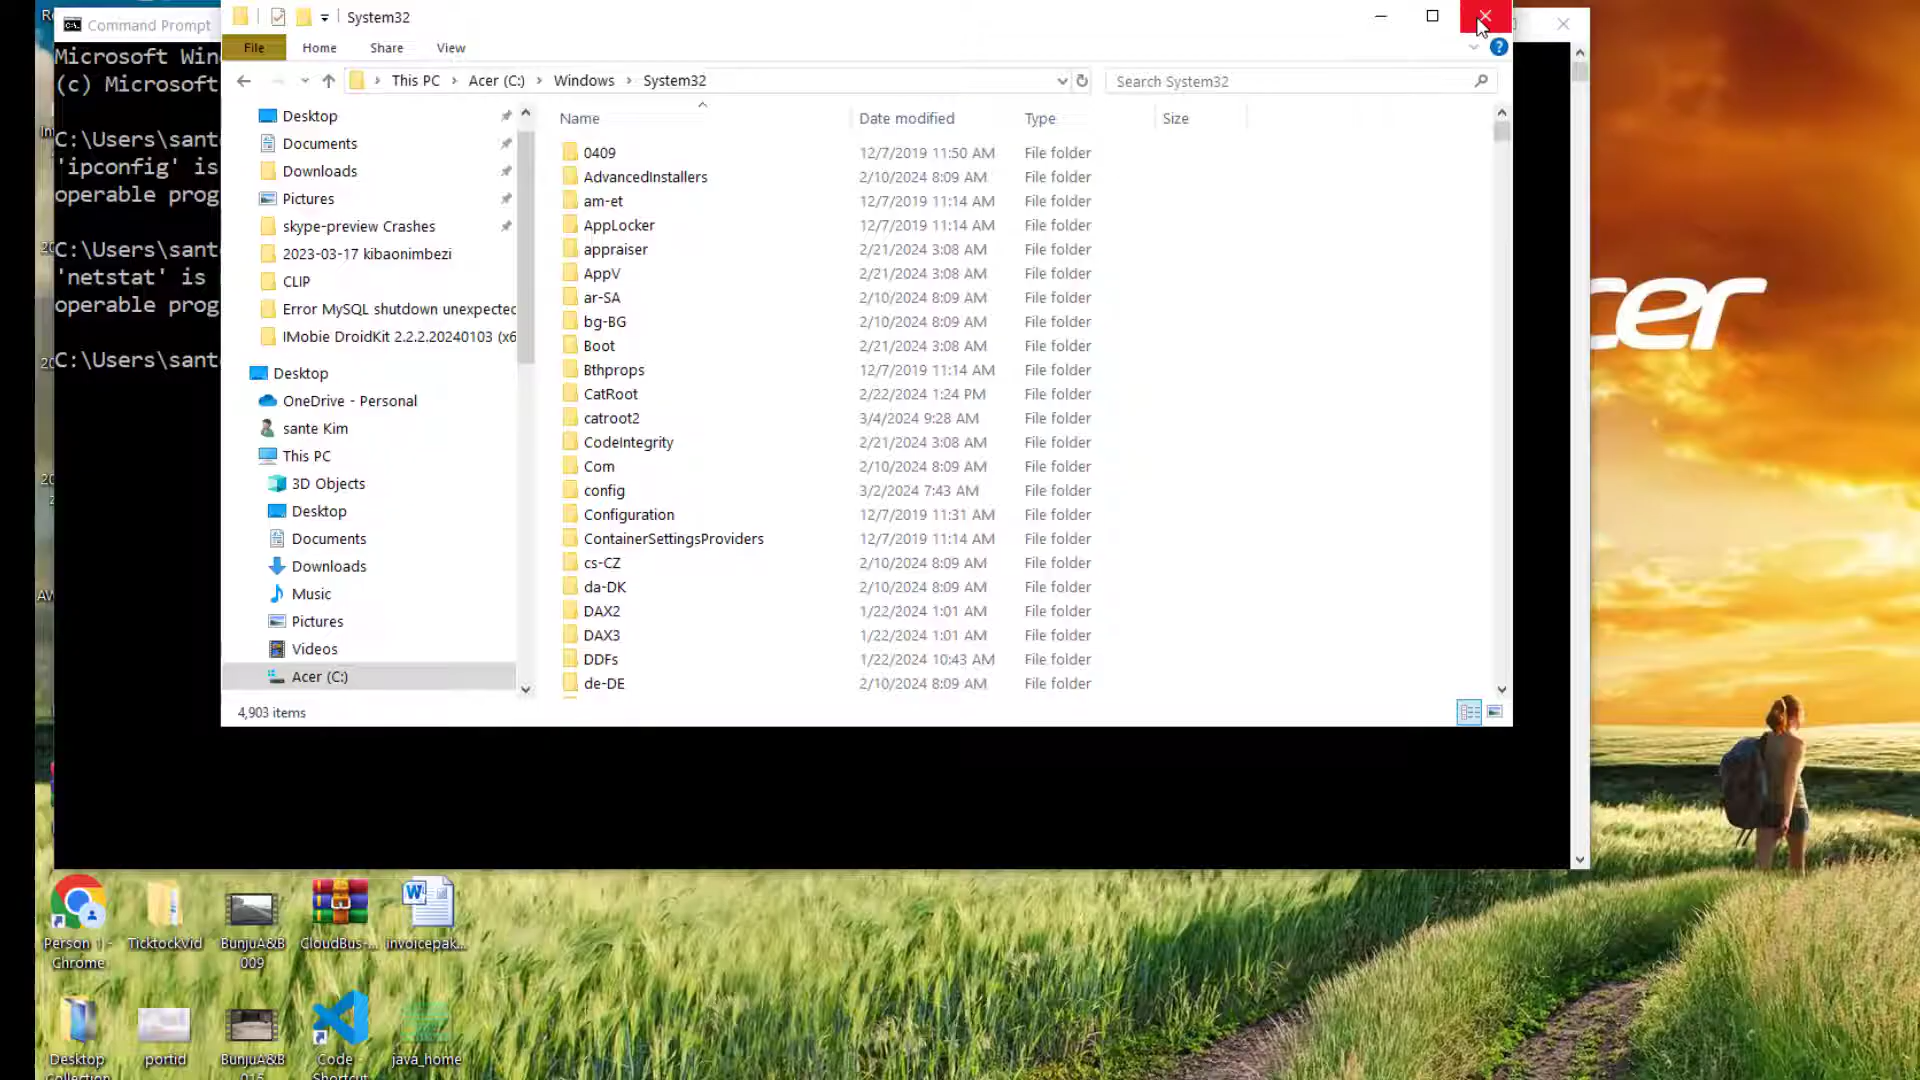 Command Prompt
Microsoft Win
(c) Microsoft
C:\Users\sant
'ipconfig' is
operable prog
C:\Users\sant
'netstat' is
operable prog
C:\Users\sant
System32
File Home Share View
This PC > Acer (C:) > Windows > System32
Search System32
Desktop
Documents
Downloads
Pictures
skype-preview Crashes
2023-03-17 kibaonimbezi
CLIP
Error MySQL shutdown unexpectec
IMobie DroidKit 2.2.2.20240103 (x6
Desktop
OneDrive - Personal
sante Kim
This PC
3D Objects
Desktop
Documents
Downloads
Music
Pictures
Videos
Acer (C:)
Name Date modified Type Size
0409 12/7/2019 11:50 AM File folder
AdvancedInstallers 2/10/2024 8:09 AM File folder
am-et 12/7/2019 11:14 AM File folder
AppLocker 12/7/2019 11:14 AM File folder
appraiser 2/21/2024 3:08 AM File folder
AppV 2/21/2024 3:08 AM File folder
ar-SA 2/10/2024 8:09 AM File folder
bg-BG 2/10/2024 8:09 AM File folder
Boot 2/21/2024 3:08 AM File folder
Bthprops 12/7/2019 11:14 AM File folder
CatRoot 2/22/2024 1:24 PM File folder
catroot2 3/4/2024 9:28 AM File folder
CodeIntegrity 2/21/2024 3:08 AM File folder
Com 2/10/2024 8:09 AM File folder
config 3/2/2024 7:43 AM File folder
Configuration 12/7/2019 11:31 AM File folder
ContainerSettingsProviders 12/7/2019 11:14 AM File folder
cs-CZ 2/10/2024 8:09 AM File folder
da-DK 2/10/2024 8:09 AM File folder
DAX2 1/22/2024 1:01 AM File folder
DAX3 1/22/2024 1:01 AM File folder
DDFs 1/22/2024 10:43 AM File folder
de-DE 2/10/2024 8:09 AM File folder
4,903 items
cer
Person 1 - Chrome
TicktockVid
BunjuA&B 009
CloudBus-...
invoicepak...
Desktop
portid
BunjuA&B
Code -
java_home